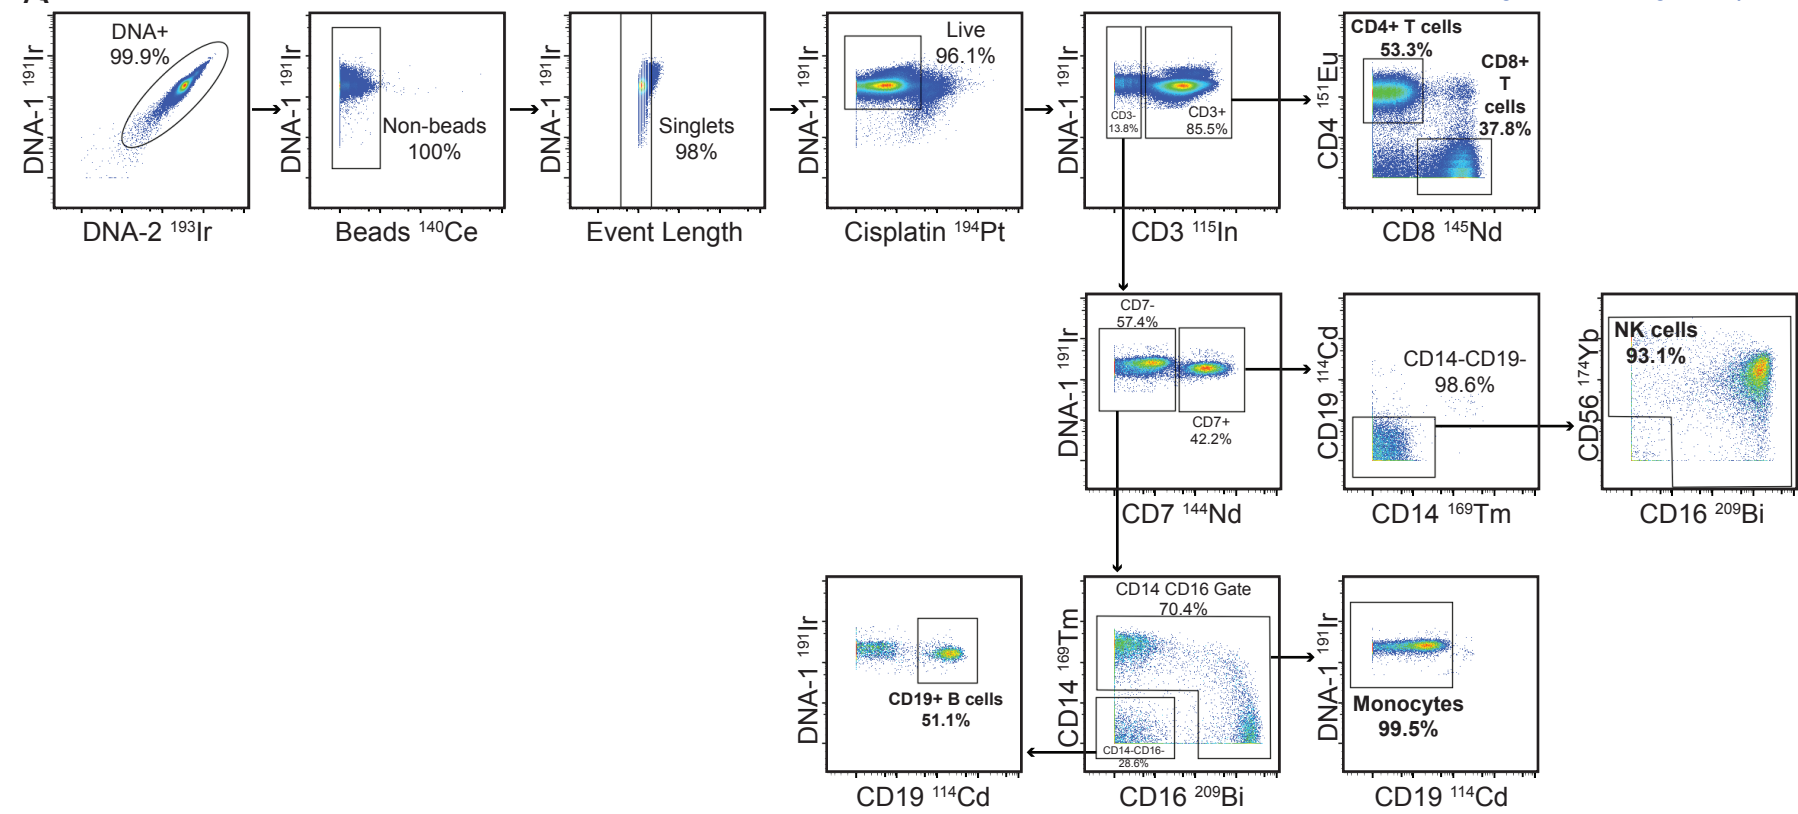 DNA+
99.9%
DNA-1 191Ir
DNA-2 193Ir
Non-beads
100%
DNA-1 191Ir
Beads 140Ce
Singlets
98%
DNA-1 191Ir
Event Length
Live
96.1%
DNA-1 191Ir
Cisplatin 194Pt
CD3-
13.8%
CD3+
85.5%
DNA-1 191Ir
CD3 115In
CD4+ T cells
53.3%
CD8+
T
cells
37.8%
CD4 151Eu
CD8 145Nd
CD7-
57.4%
CD7+
42.2%
DNA-1 191Ir
CD7 144Nd
CD14-CD19-
98.6%
CD19 114Cd
CD14 169Tm
NK cells
93.1%
CD56 174Yb
CD16 209Bi
CD19+ B cells
51.1%
DNA-1 191Ir
CD19 114Cd
CD14 CD16 Gate
70.4%
CD14-CD16-
28.6%
CD14 169Tm
CD16 209Bi
Monocytes
99.5%
DNA-1 191Ir
CD19 114Cd